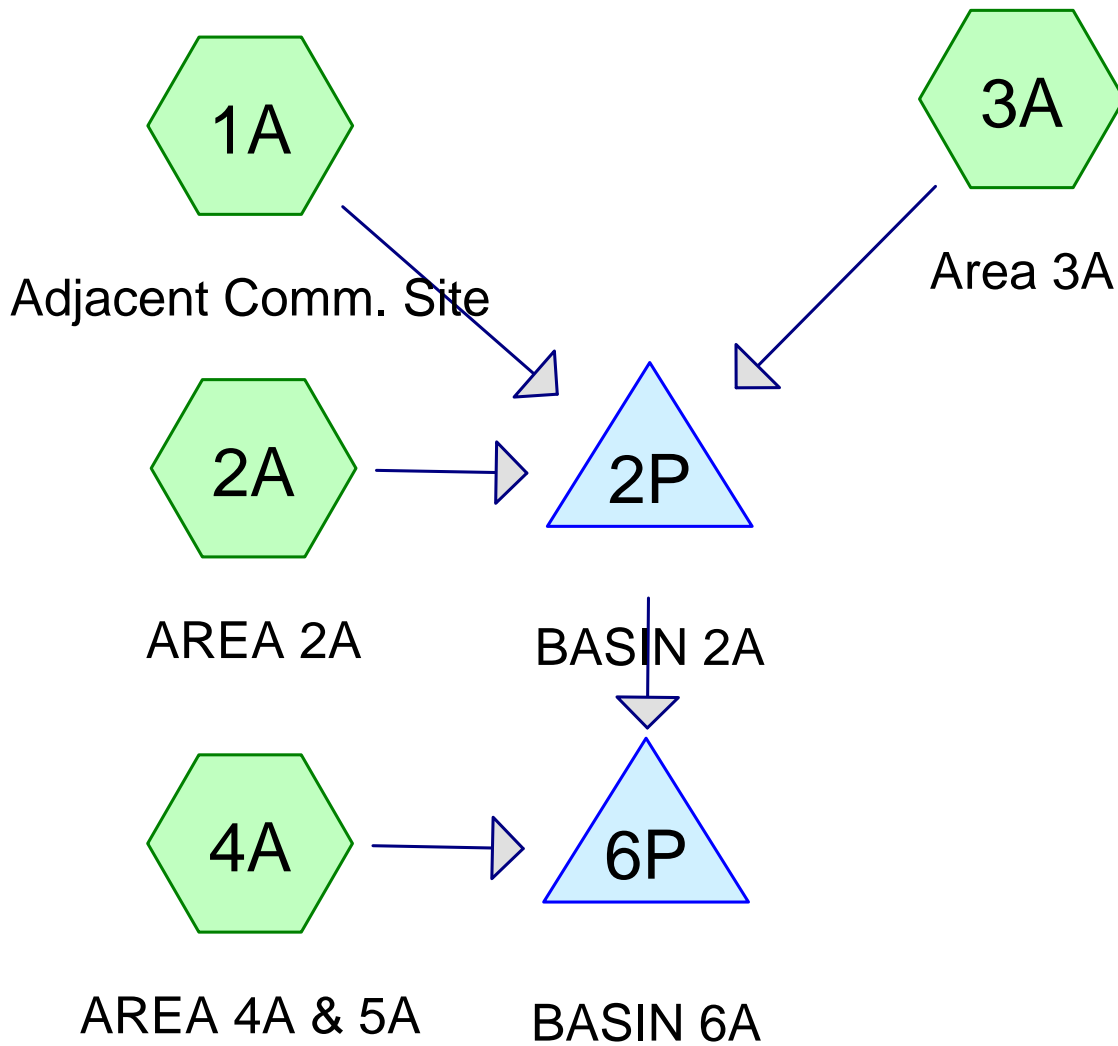 1A
3A
Adjacent Comm. Site
Area 3A
2A
2P
AREA 2A
BASIN 2A
4A
6P
AREA 4A & 5A
BASIN 6A